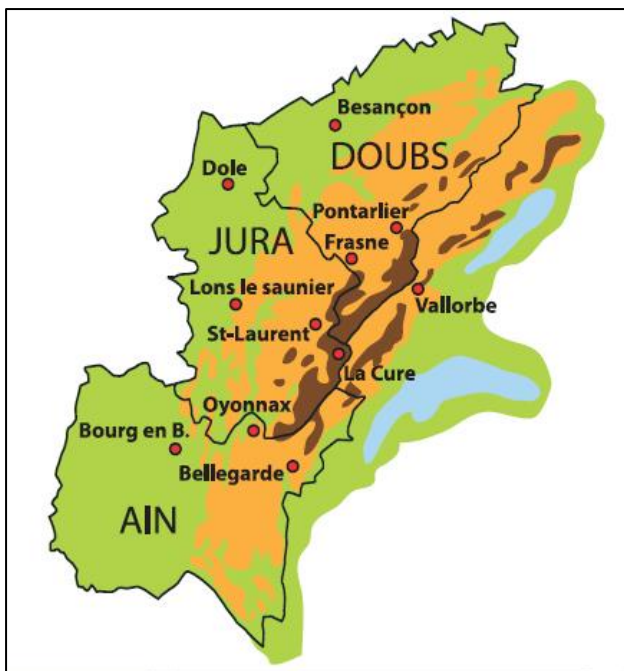 Besançon
DOUBS
Dole
Pontarlier
JURA
Frasne
Lons le saunier
Vallorbe
St-Laurent
La Cure
Oyonnax
Bourg en B.
Bellegarde
AIN